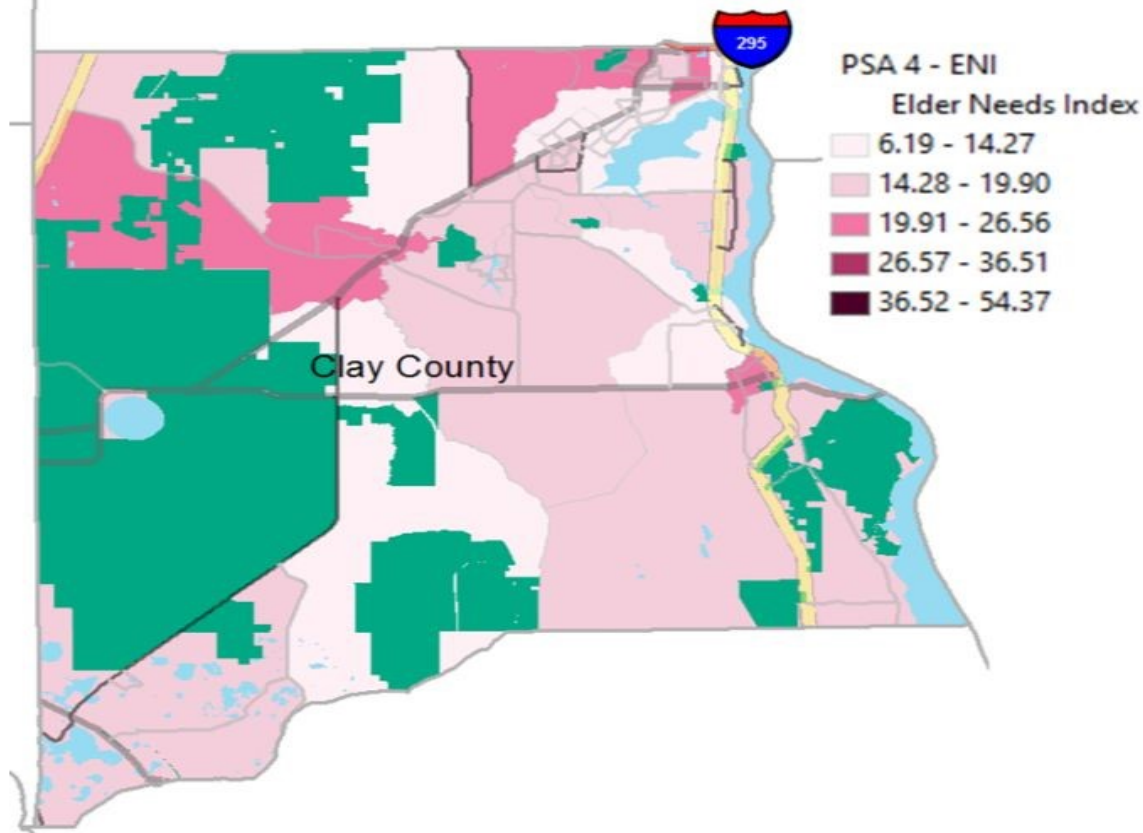 295
PSA 4 - ENI
Elder Needs Index
6.19 - 14.27
14.28 - 19.90
19.91 - 26.56
26.57 - 36.51
36.52 - 54.37
Clay County